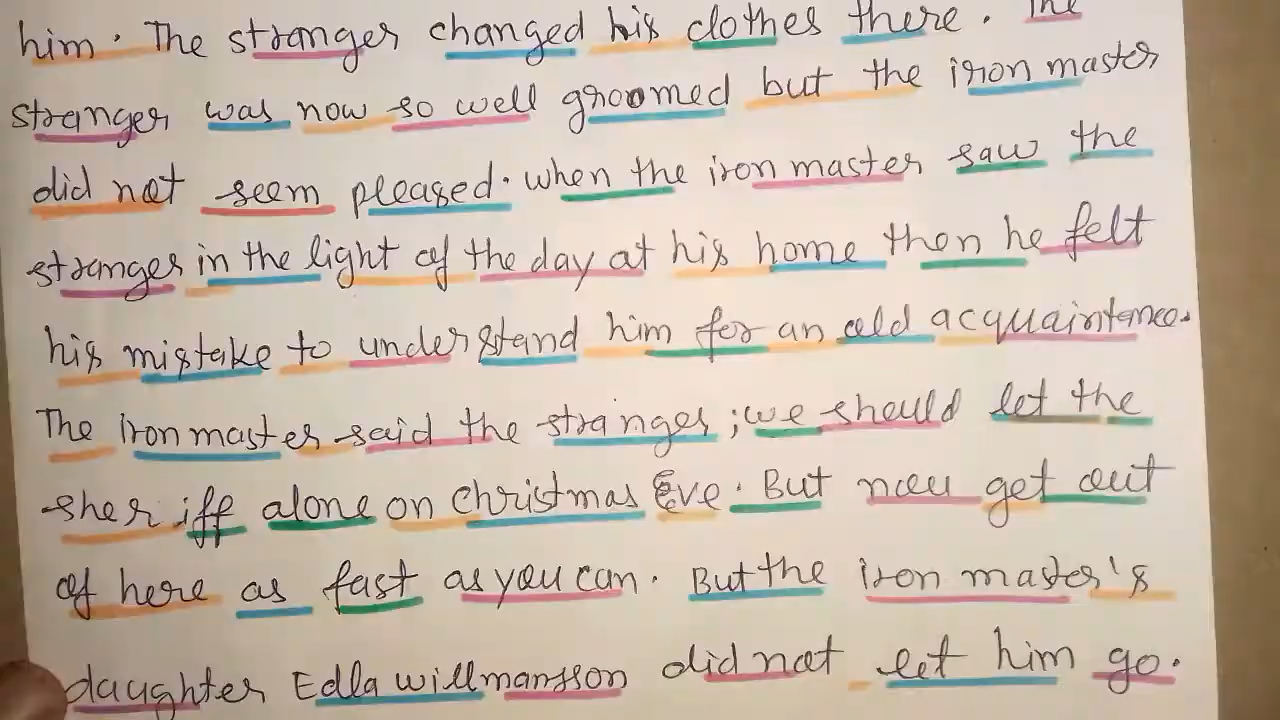 him. The stranger changed his clothes there. The
stranger was now so well groomed but the iron master
did not seem pleased. when the iron master saw the
stranger in the light of the day at his home then he felt
his mistake to understand him for an old acquaintance.
The iron master said the stranger; we should let the
sheriff alone on christmas Eve. But now get out
of here as fast as you can. But the iron master's
daughter Edla willmansson did not let him go.